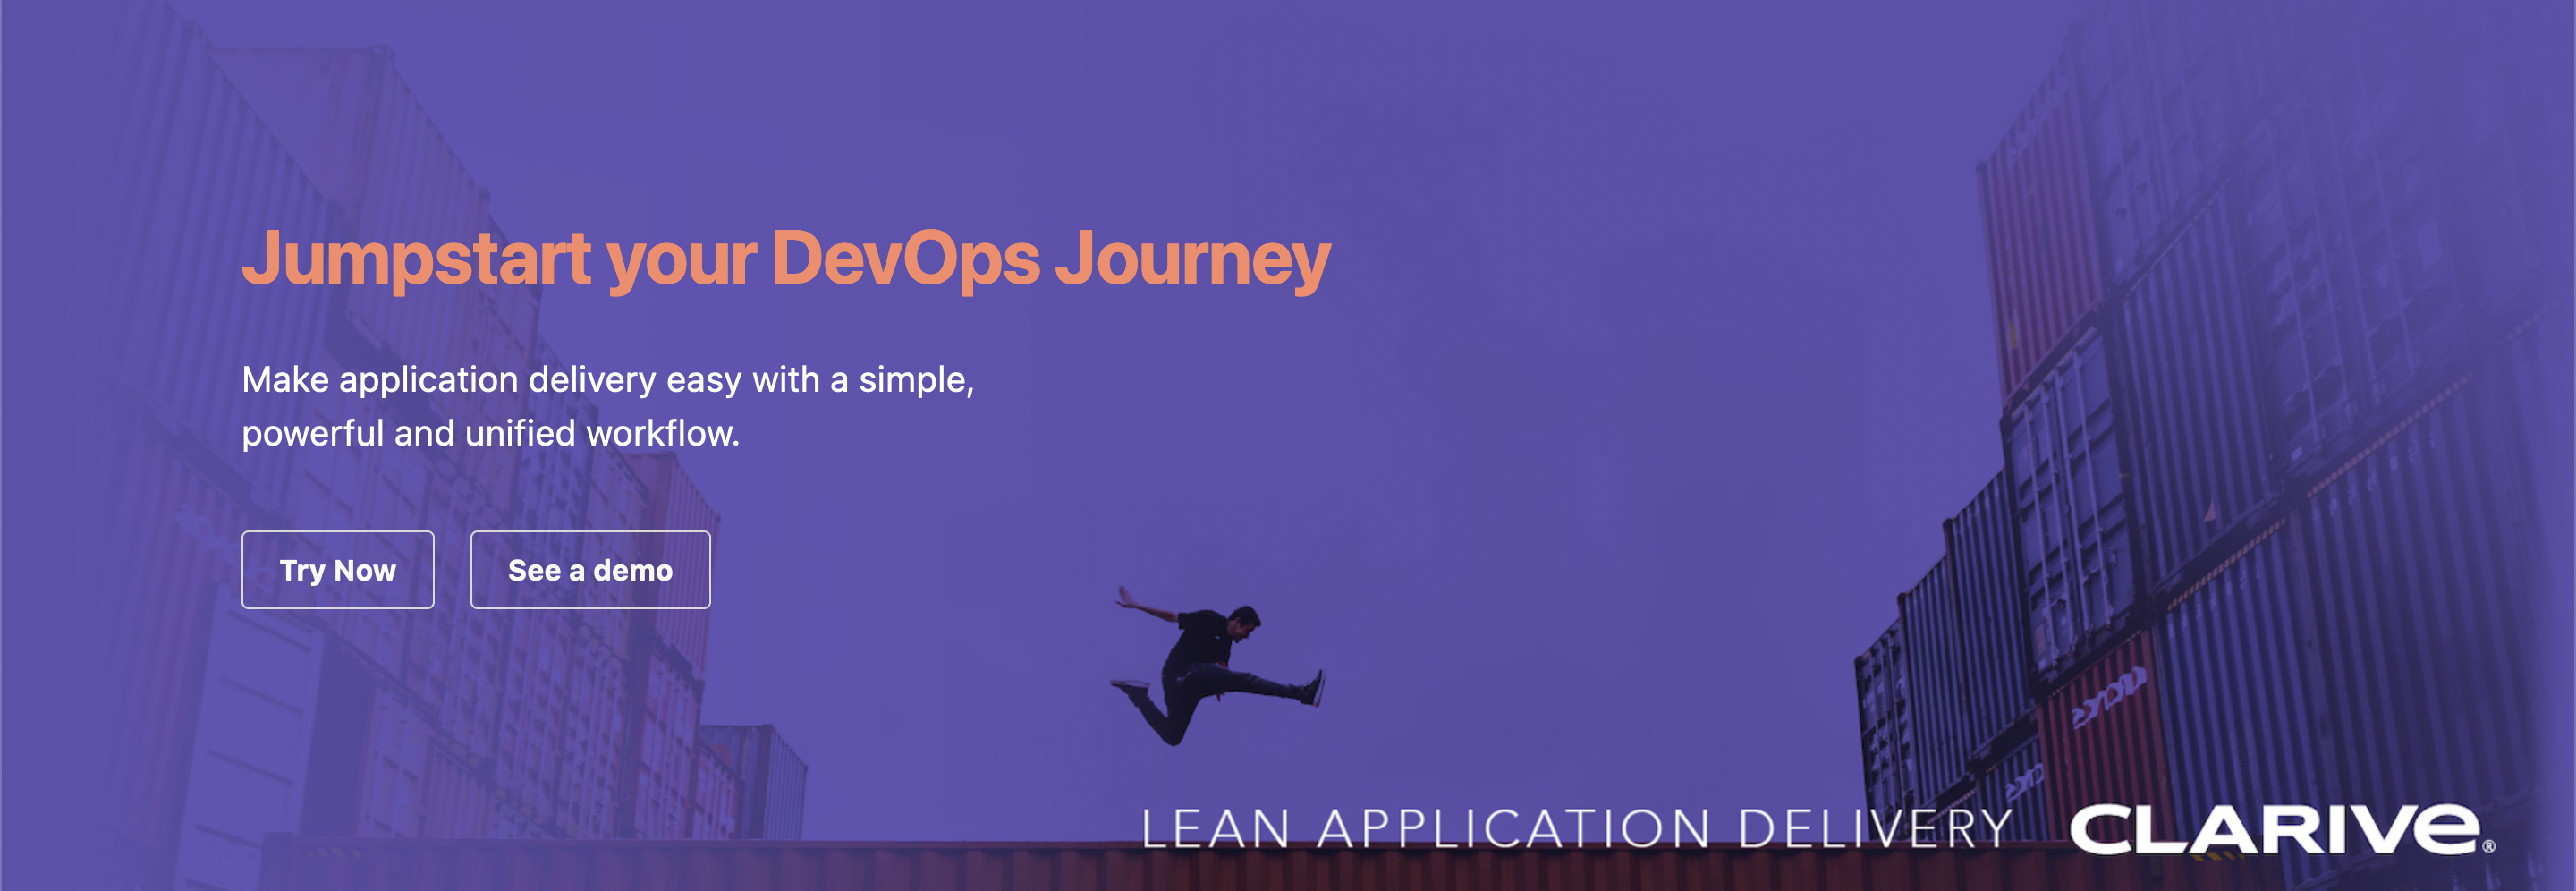 Jumpstart your DevOps Journey
Make application delivery easy with a simple,
powerful and unified workflow.
Try Now
See a demo
LEAN APPLICATION DELIVERY CLARIVE®